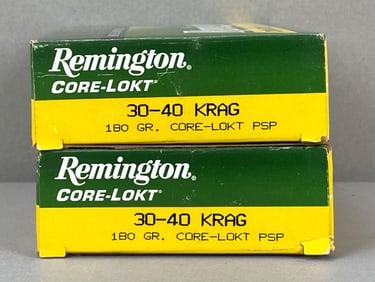 Remington®
CORE-LOKT®
30-40 KRAG
180 GR. CORE-LOKT PSP
Remington®
CORE-LOKT®
30-40 KRAG
180 GR. CORE-LOKT PSP